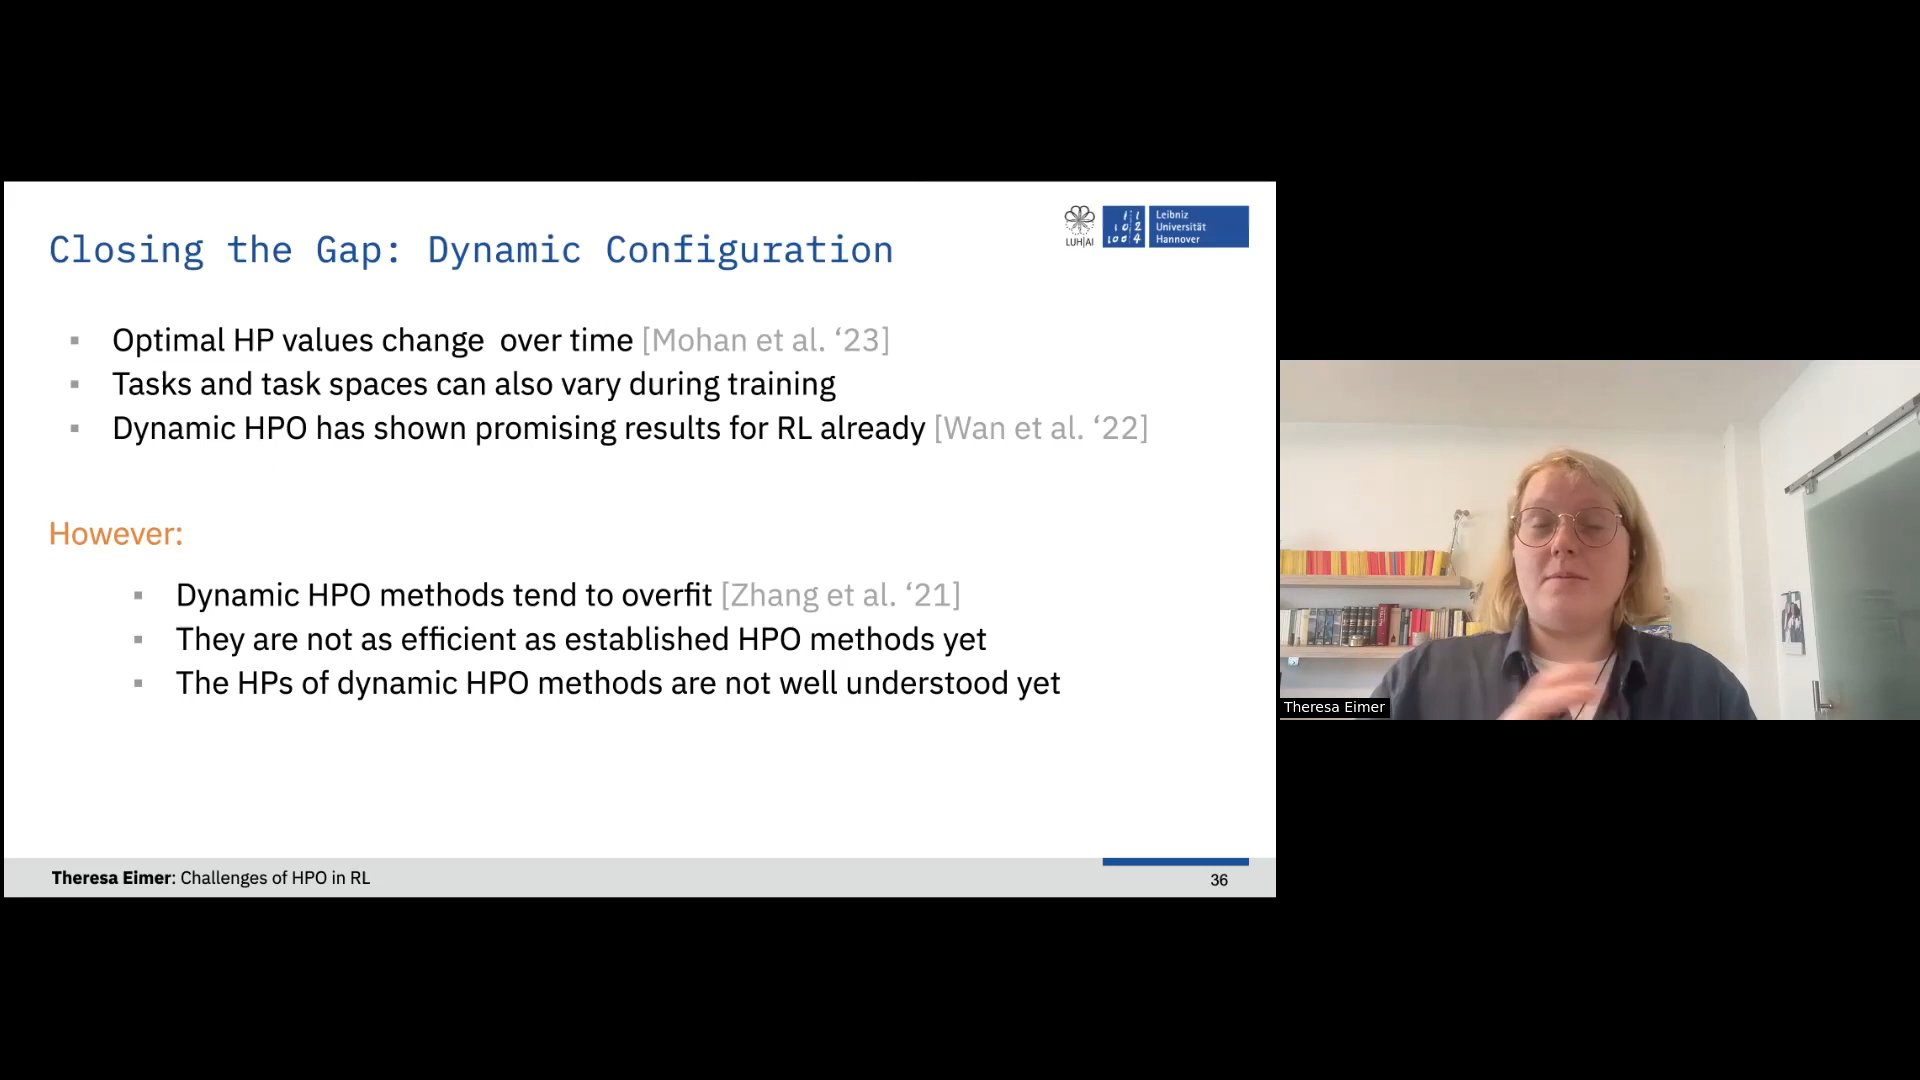 Closing the Gap: Dynamic Configuration
LUH|AI
Leibniz
Universität
Hannover
▪ Optimal HP values change  over time [Mohan et al. ‘23]
▪ Tasks and task spaces can also vary during training
▪ Dynamic HPO has shown promising results for RL already [Wan et al. ‘22]
However:
▪ Dynamic HPO methods tend to overfit [Zhang et al. ‘21]
▪ They are not as efficient as established HPO methods yet
▪ The HPs of dynamic HPO methods are not well understood yet
Theresa Eimer: Challenges of HPO in RL
36
Theresa Eimer